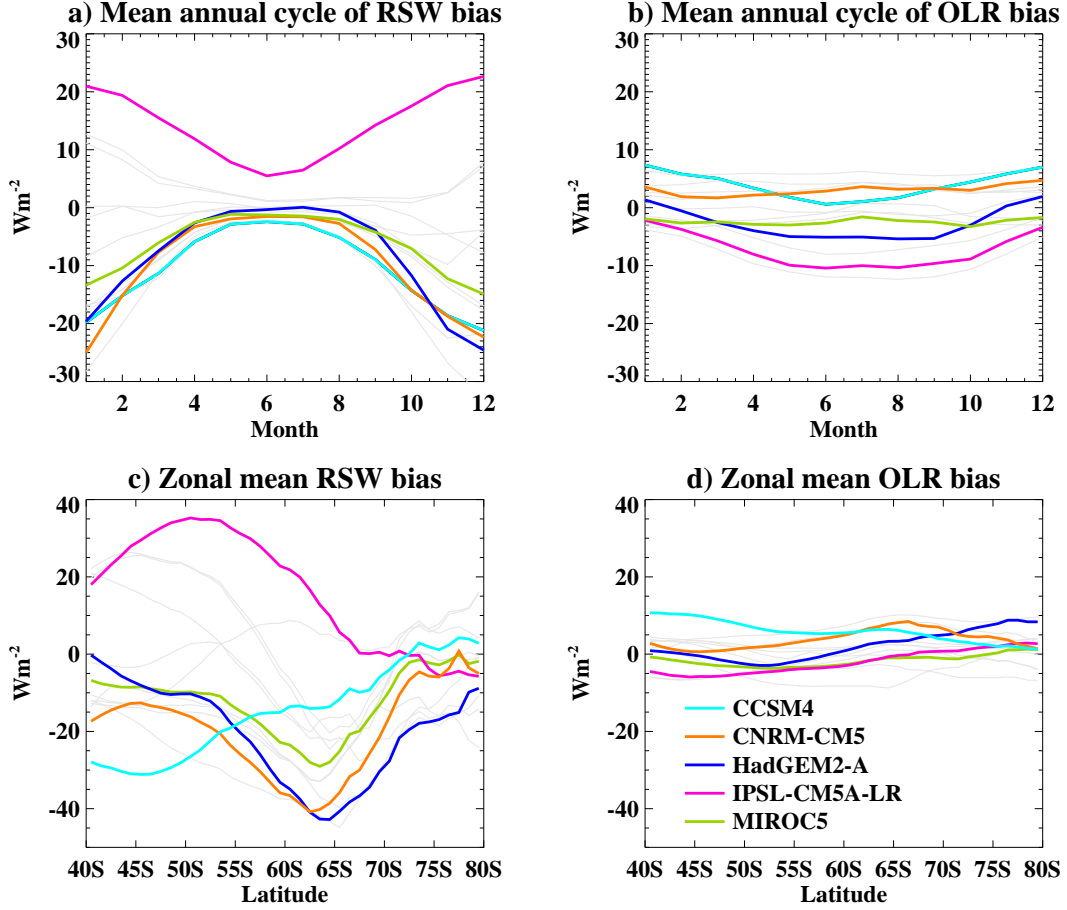 a) Mean annual cycle of RSW bias
b) Mean annual cycle of OLR bias
30
20
10
0
-10
-20
-30
Wm-2
2 4 6 8 10 12
Month
30
20
10
0
-10
-20
-30
Wm-2
2 4 6 8 10 12
Month
c) Zonal mean RSW bias
d) Zonal mean OLR bias
40
20
0
-20
-40
Wm-2
40S 45S 50S 55S 60S 65S 70S 75S 80S
Latitude
40
20
0
-20
-40
Wm-2
CCSM4
CNRM-CM5
HadGEM2-A
IPSL-CM5A-LR
MIROC5
40S 45S 50S 55S 60S 65S 70S 75S 80S
Latitude